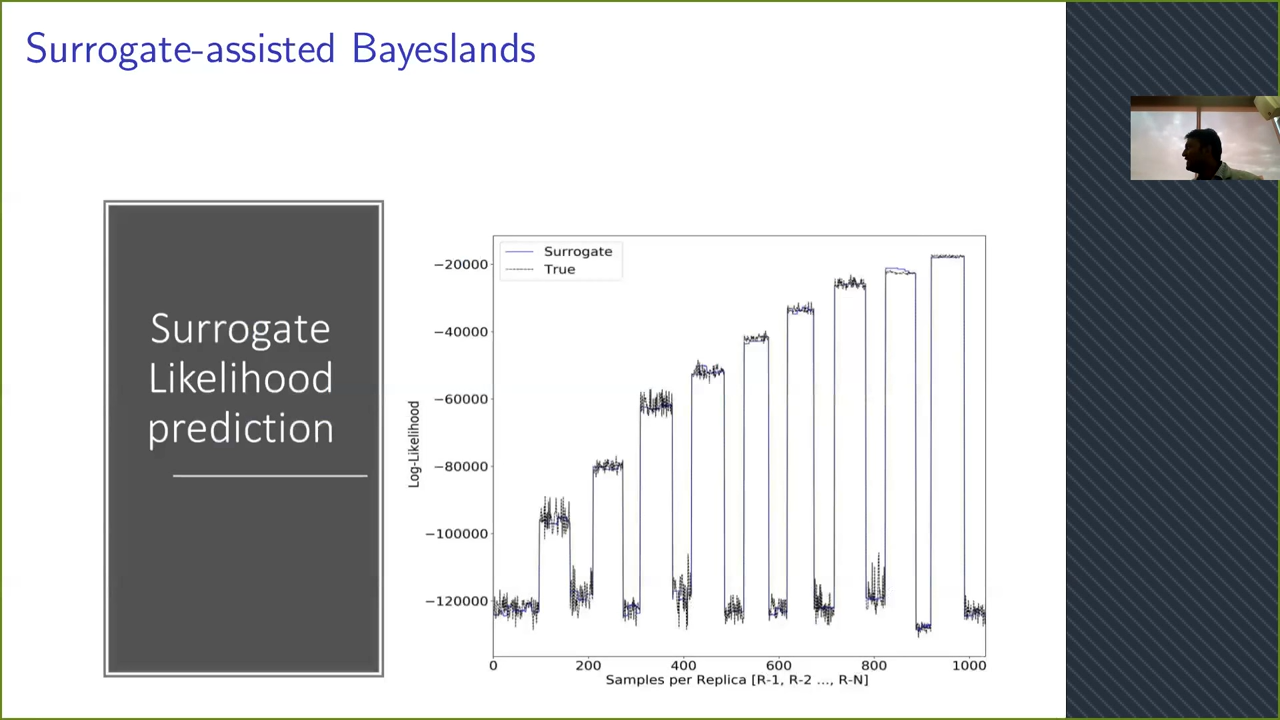 Surrogate-assisted Bayeslands
Surrogate
Likelihood
prediction
Surrogate
True
−20000
−40000
−60000
−80000
−100000
−120000
Log-Likelihood
0 200 400 600 800 1000
Samples per Replica [R-1, R-2 ..., R-N]